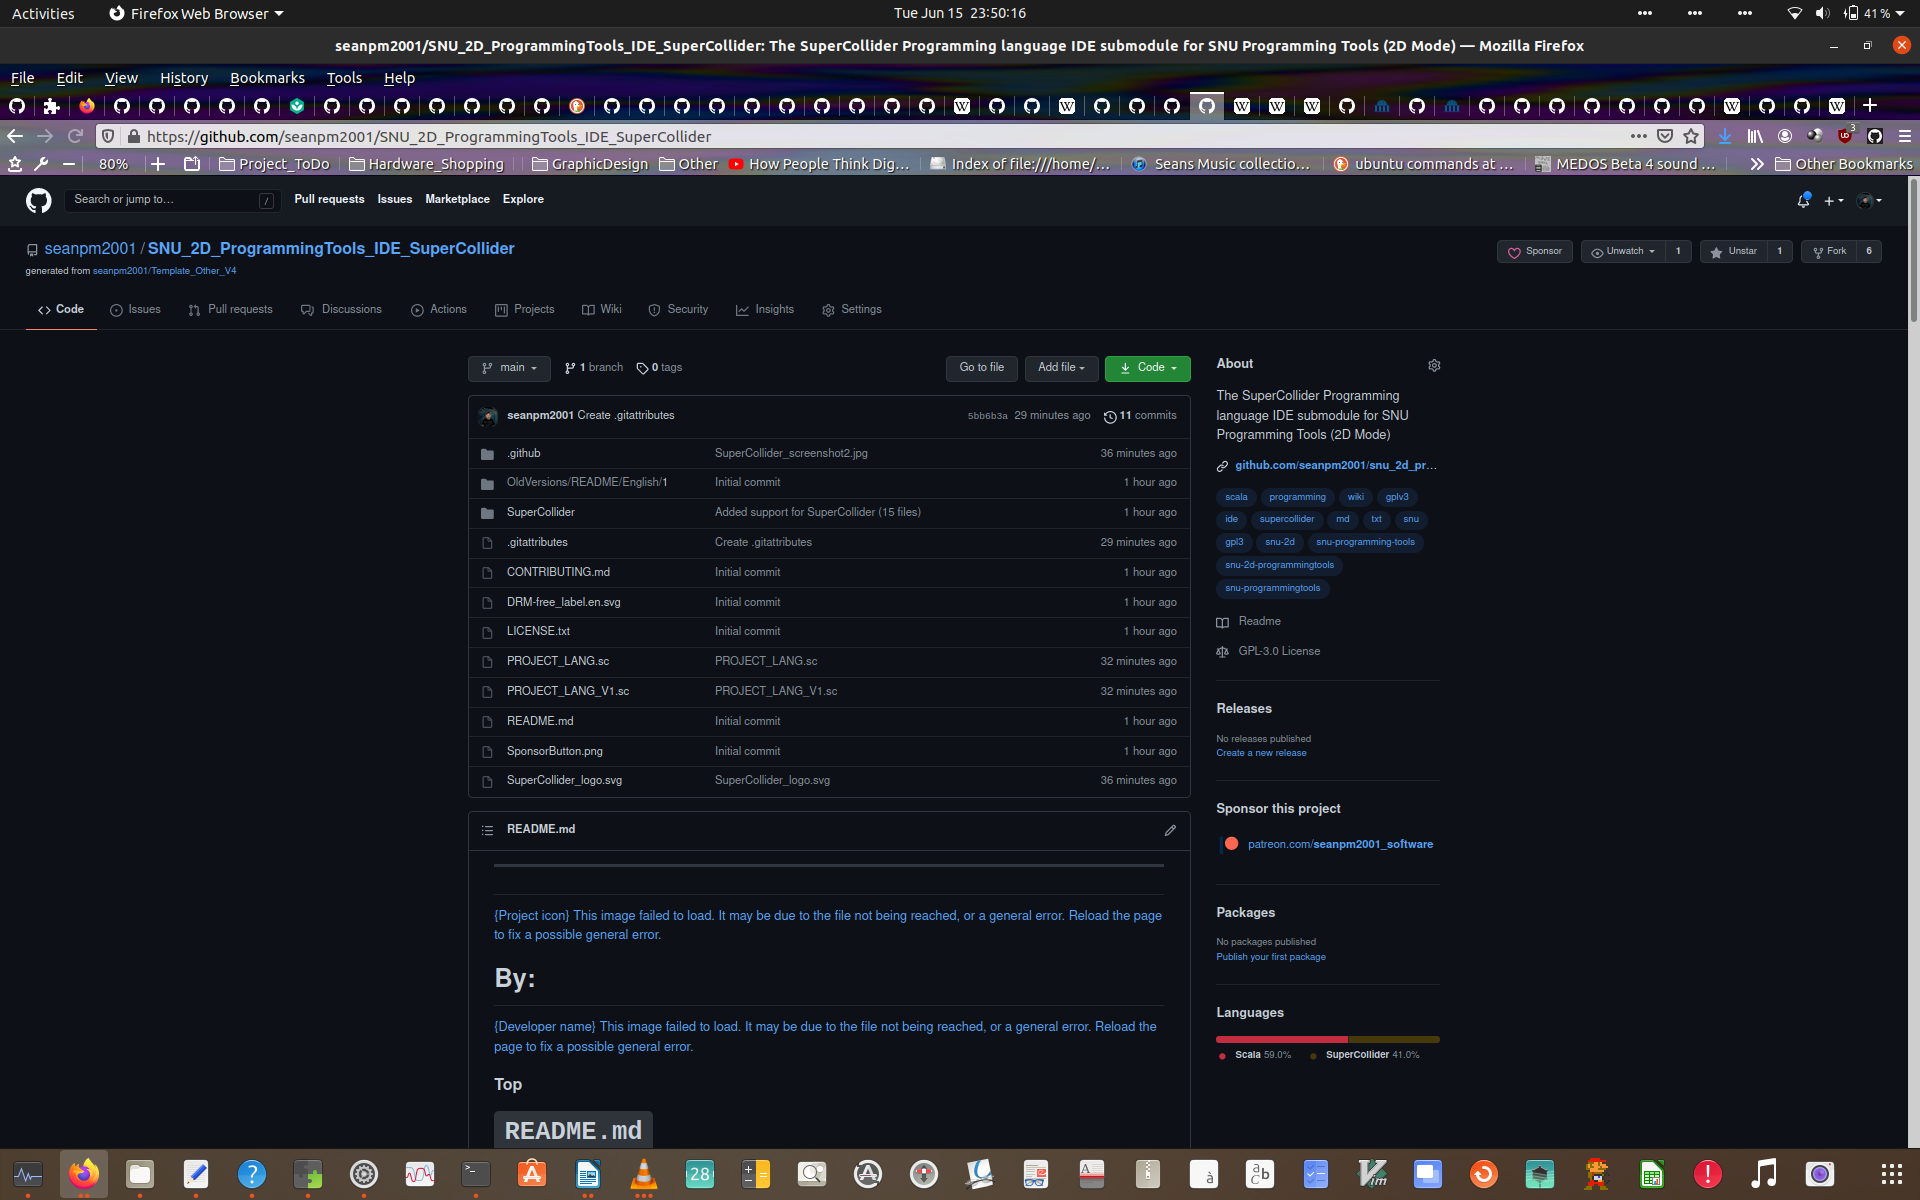 Activities
Firefox Web Browser
Tue Jun 15 23:50:16
41 %
seanpm2001/SNU_2D_ProgrammingTools_IDE_SuperCollider: The SuperCollider Programming language IDE submodule for SNU Programming Tools (2D Mode) — Mozilla Firefox
File Edit View History Bookmarks Tools Help
https://github.com/seanpm2001/SNU_2D_ProgrammingTools_IDE_SuperCollider
3
80%
Project_ToDo
Hardware_Shopping
GraphicDesign
Other
How People Think Dig…
Index of file:///home/…
Seans Music collectio…
ubuntu commands at …
MEDOS Beta 4 sound …
Other Bookmarks
Search or jump to…
/
Pull requests Issues Marketplace Explore
seanpm2001 / SNU_2D_ProgrammingTools_IDE_SuperCollider
generated from seanpm2001/Template_Other_V4
Sponsor
Unwatch 1
Unstar 1
Fork 6
Code
Issues
Pull requests
Discussions
Actions
Projects
Wiki
Security
Insights
Settings
main
1 branch
0 tags
Go to file
Add file
Code
seanpm2001 Create .gitattributes 5bb6b3a 29 minutes ago 11 commits
.github SuperCollider_screenshot2.jpg 36 minutes ago
OldVersions/README/English/1 Initial commit 1 hour ago
SuperCollider Added support for SuperCollider (15 files) 1 hour ago
.gitattributes Create .gitattributes 29 minutes ago
CONTRIBUTING.md Initial commit 1 hour ago
DRM-free_label.en.svg Initial commit 1 hour ago
LICENSE.txt Initial commit 1 hour ago
PROJECT_LANG.sc PROJECT_LANG.sc 32 minutes ago
PROJECT_LANG_V1.sc PROJECT_LANG_V1.sc 32 minutes ago
README.md Initial commit 1 hour ago
SponsorButton.png Initial commit 1 hour ago
SuperCollider_logo.svg SuperCollider_logo.svg 36 minutes ago
README.md
{Project icon} This image failed to load. It may be due to the file not being reached, or a general error. Reload the page
to fix a possible general error.
By:
{Developer name} This image failed to load. It may be due to the file not being reached, or a general error. Reload the
page to fix a possible general error.
Top
README.md
About
The SuperCollider Programming
language IDE submodule for SNU
Programming Tools (2D Mode)
github.com/seanpm2001/snu_2d_pr…
scala programming wiki gplv3
ide supercollider md txt snu
gpl3 snu-2d snu-programming-tools
snu-2d-programmingtools
snu-programmingtools
Readme
GPL-3.0 License
Releases
No releases published
Create a new release
Sponsor this project
patreon.com/seanpm2001_software
Packages
No packages published
Publish your first package
Languages
Scala 59.0% SuperCollider 41.0%
28